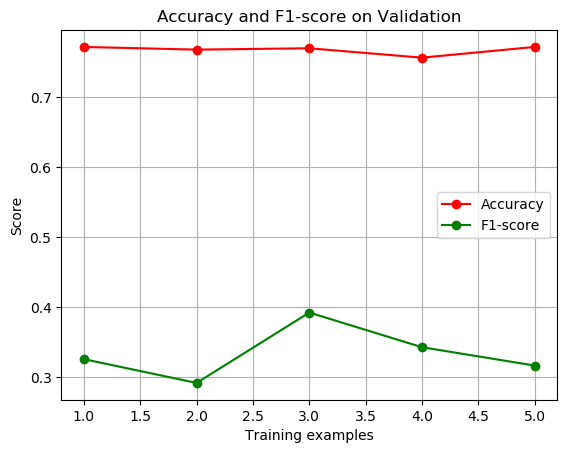 Accuracy and F1-score on Validation
Score
0.7
0.6
0.5
0.4
0.3
Accuracy
F1-score
1.0 1.5 2.0 2.5 3.0 3.5 4.0 4.5 5.0
Training examples